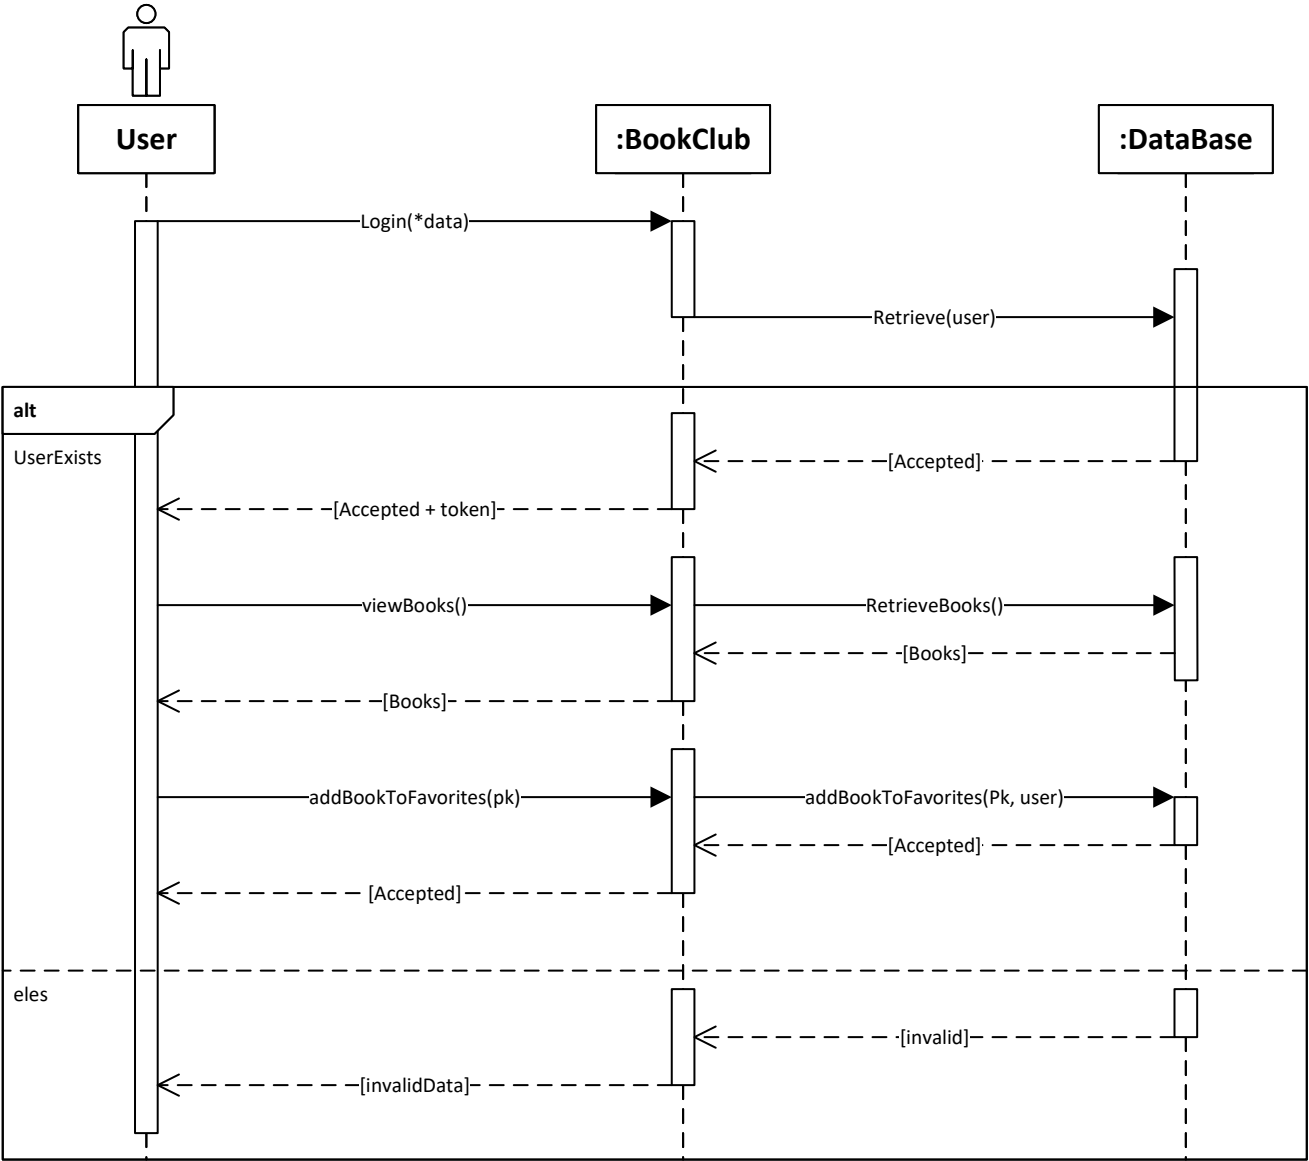 User
:BookClub
:DataBase
Login(*data)
Retrieve(user)
alt
UserExists
[Accepted]
[Accepted + token]
viewBooks()
RetrieveBooks()
[Books]
[Books]
addBookToFavorites(pk)
addBookToFavorites(Pk, user)
[Accepted]
[Accepted]
eles
[invalid]
[invalidData]